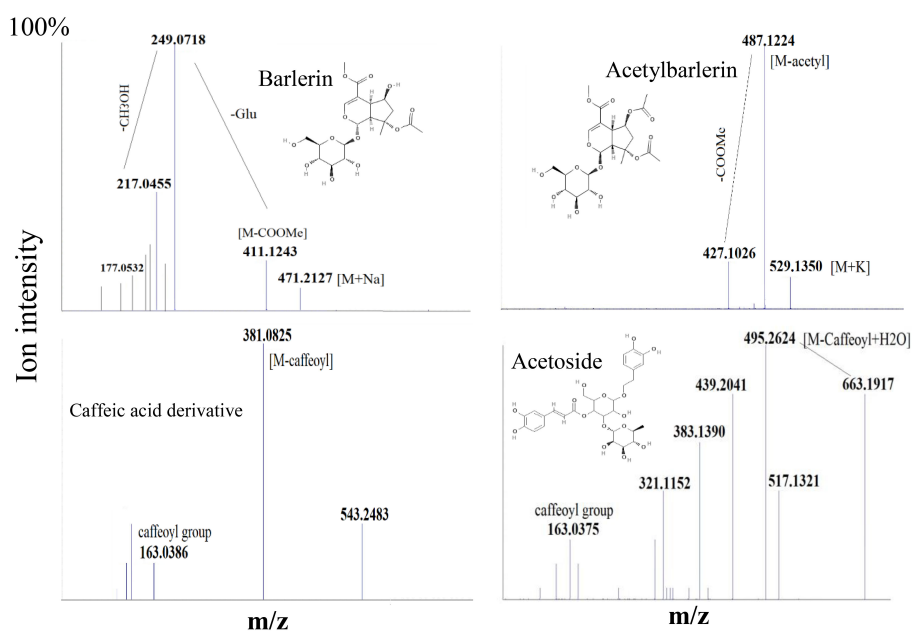 100%
249.0718
Barlerin
-CH3OH
-Glu
217.0455
[M-COOMe]
411.1243
177.0532
471.2127 [M+Na]
487.1224
[M-acetyl]
Acetylbarlerin
-COOMe
427.1026
529.1350 [M+K]
Ion intensity
381.0825
[M-caffeoyl]
Caffeic acid derivative
caffeoyl group
163.0386
543.2483
m/z
495.2624 [M-Caffeoyl+H2O]
Acetoside
663.1917
439.2041
383.1390
321.1152
517.1321
caffeoyl group
163.0375
m/z